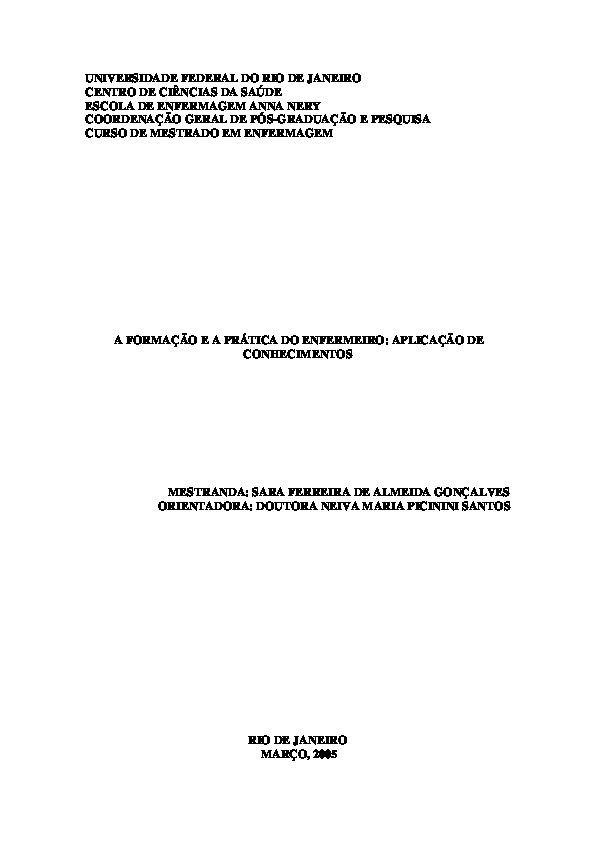 UNIVERSIDADE FEDERAL DO RIO DE JANEIRO
CENTRO DE CIÊNCIAS DA SAÚDE
ESCOLA DE ENFERMAGEM ANNA NERY
COORDENAÇÃO GERAL DE PÓS-GRADUAÇÃO E PESQUISA
CURSO DE MESTRADO EM ENFERMAGEM
A FORMAÇÃO E A PRÁTICA DO ENFERMEIRO: APLICAÇÃO DE
CONHECIMENTOS
MESTRANDA: SARA FERREIRA DE ALMEIDA GONÇALVES
ORIENTADORA: DOUTORA NEIVA MARIA PICININI SANTOS
RIO DE JANEIRO
MARÇO, 2005